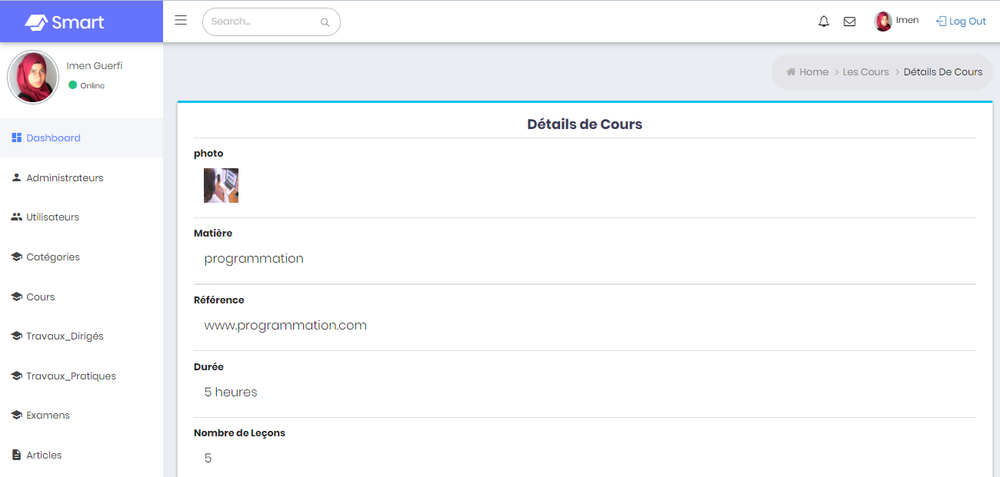 Smart
Search...
Imen
Log Out
Imen Guerfi
Online
Home > Les Cours > Détails De Cours
Dashboard
Administrateurs
Utilisateurs
Catégories
Cours
Travaux_Dirigés
Travaux_Pratiques
Examens
Articles
Détails de Cours
photo
Matière
programmation
Référence
www.programmation.com
Durée
5 heures
Nombre de Leçons
5